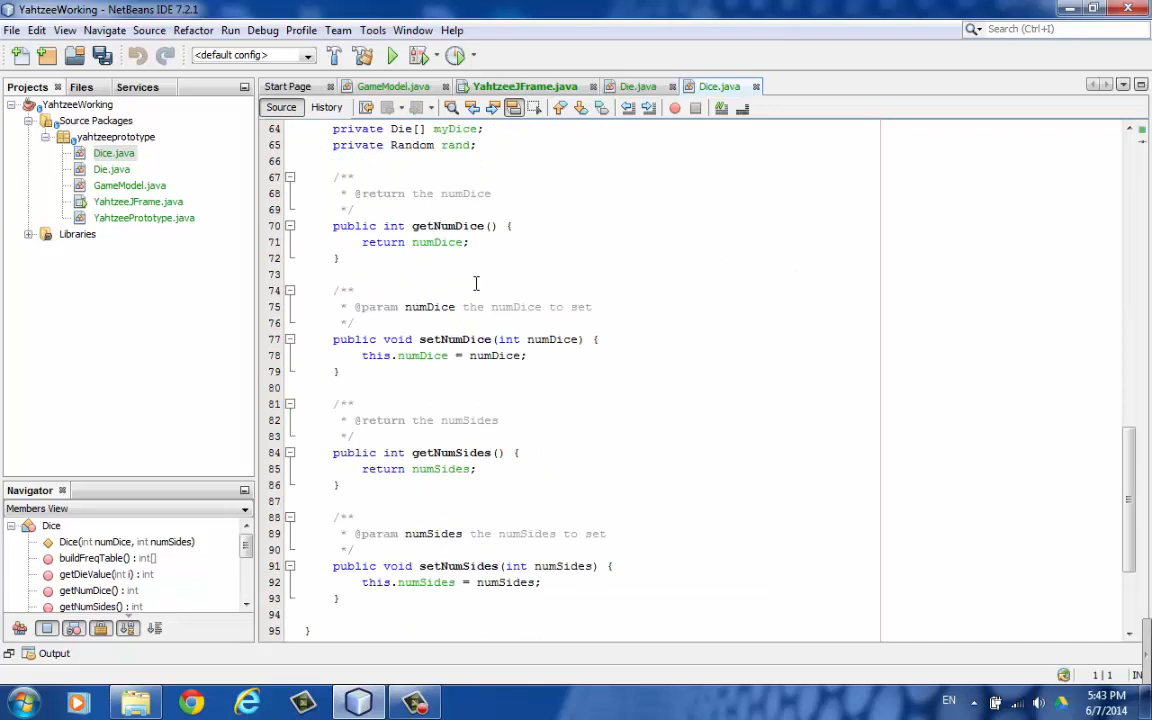 YahtzeeWorking - NetBeans IDE 7.2.1
File Edit View Navigate Source Refactor Run Debug Profile Team Tools Window Help
Search (Ctrl+I)
<default config>
Projects Files Services
Start Page GameModel.java YahtzeeJFrame.java Die.java Dice.java
YahtzeeWorking
Source Packages
yahtzeeprototype
Dice.java
Die.java
GameModel.java
YahtzeeJFrame.java
YahtzeePrototype.java
Libraries
Source History
64 private Die[] myDice;
65 private Random rand;
66
67 /**
68 * @return the numDice
69 */
70 public int getNumDice() {
71 return numDice;
72 }
73
74 /**
75 * @param numDice the numDice to set
76 */
77 public void setNumDice(int numDice) {
78 this.numDice = numDice;
79 }
80
81 /**
82 * @return the numSides
83 */
84 public int getNumSides() {
85 return numSides;
86 }
87
88 /**
89 * @param numSides the numSides to set
90 */
91 public void setNumSides(int numSides) {
92 this.numSides = numSides;
93 }
94
95 }
Navigator
Members View
Dice
Dice(int numDice, int numSides)
buildFreqTable() : int[]
getDieValue(int i) : int
getNumDice() : int
getNumSides() : int
Output
1 | 1 IN
EN
5:43 PM
6/7/2014